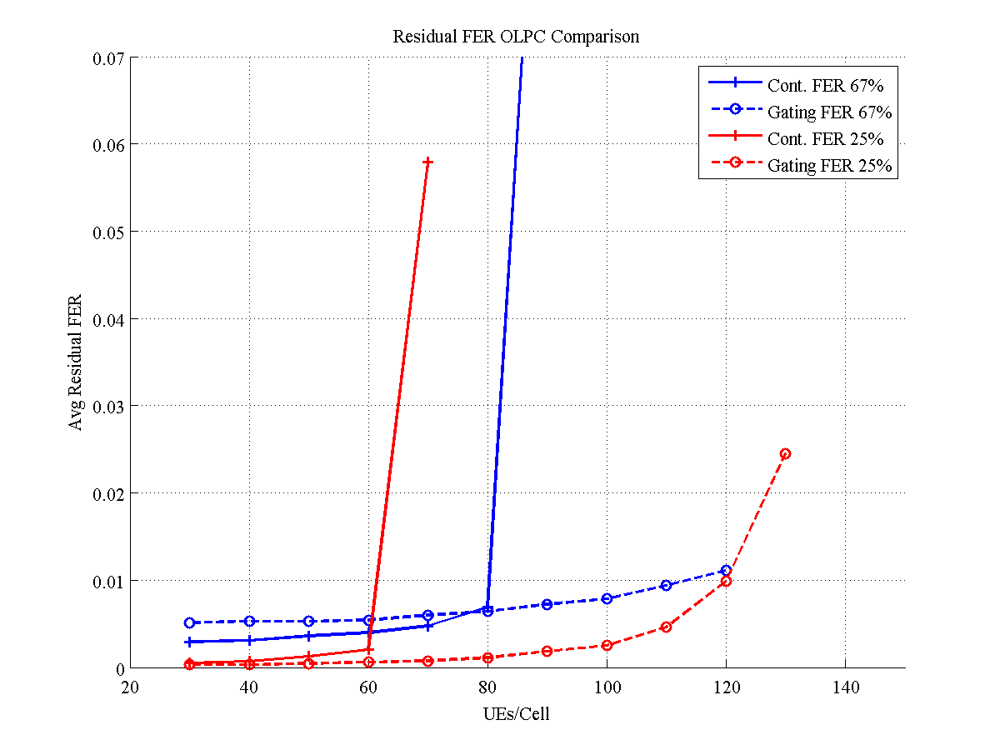 Residual FER OLPC Comparison
0.07
0.06
0.05
0.04
0.03
0.02
0.01
0
Avg Residual FER
Cont. FER 67%
Gating FER 67%
Cont. FER 25%
Gating FER 25%
20 40 60 80 100 120 140
UEs/Cell